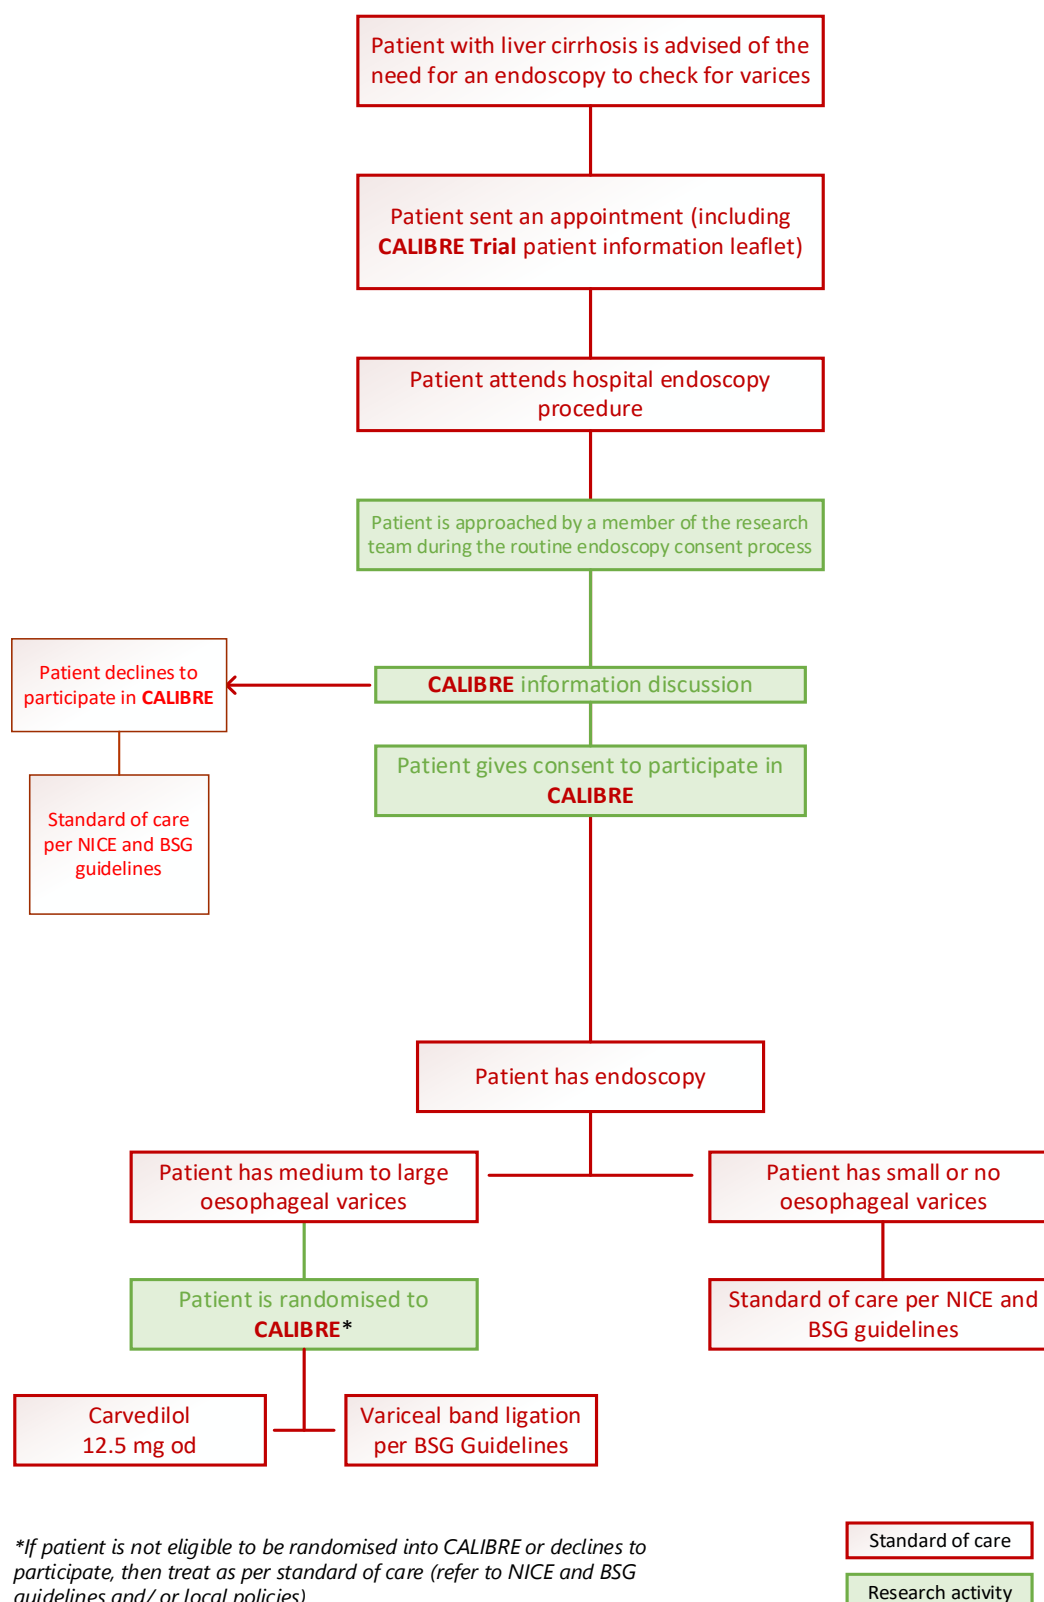 Patient with liver cirrhosis is advised of the
need for an endoscopy to check for varices
Patient sent an appointment (including
CALIBRE Trial patient information leaflet)
Patient attends hospital endoscopy
procedure
Patient is approached by a member of the research
team during the routine endoscopy consent process
CALIBRE information discussion
Patient declines to
participate in CALIBRE
Patient gives consent to participate in
CALIBRE
Standard of care
per NICE and BSG
guidelines
Patient has endoscopy
Patient has medium to large
oesophageal varices
Patient has small or no
oesophageal varices
Patient is randomised to
CALIBRE*
Standard of care per NICE and
BSG guidelines
Carvedilol
12.5 mg od
Variceal band ligation
per BSG Guidelines
*If patient is not eligible to be randomised into CALIBRE or declines to
participate, then treat as per standard of care (refer to NICE and BSG
guidelines and/ or local policies)
Standard of care
Research activity